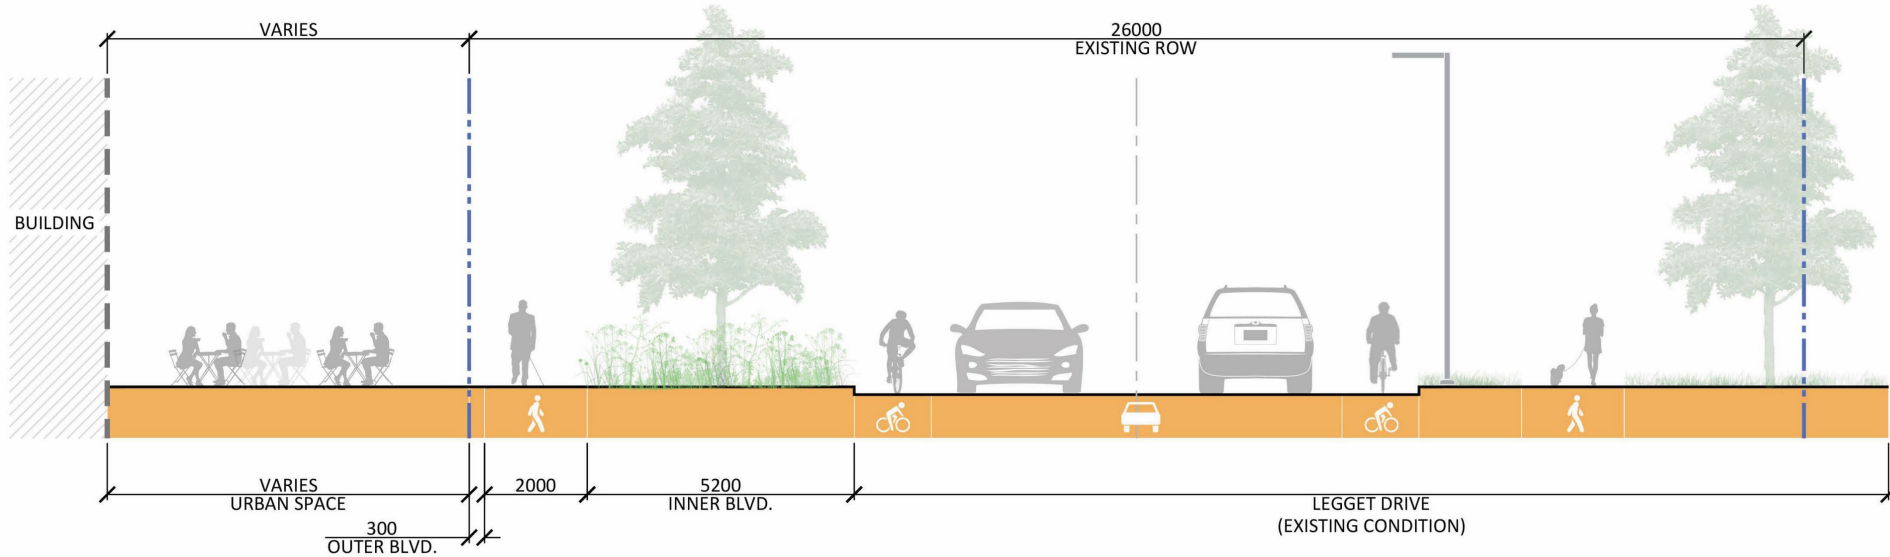 VARIES
26000
EXISTING ROW
BUILDING
VARIES
URBAN SPACE
300
OUTER BLVD.
2000
5200
INNER BLVD.
LEGGET DRIVE
(EXISTING CONDITION)